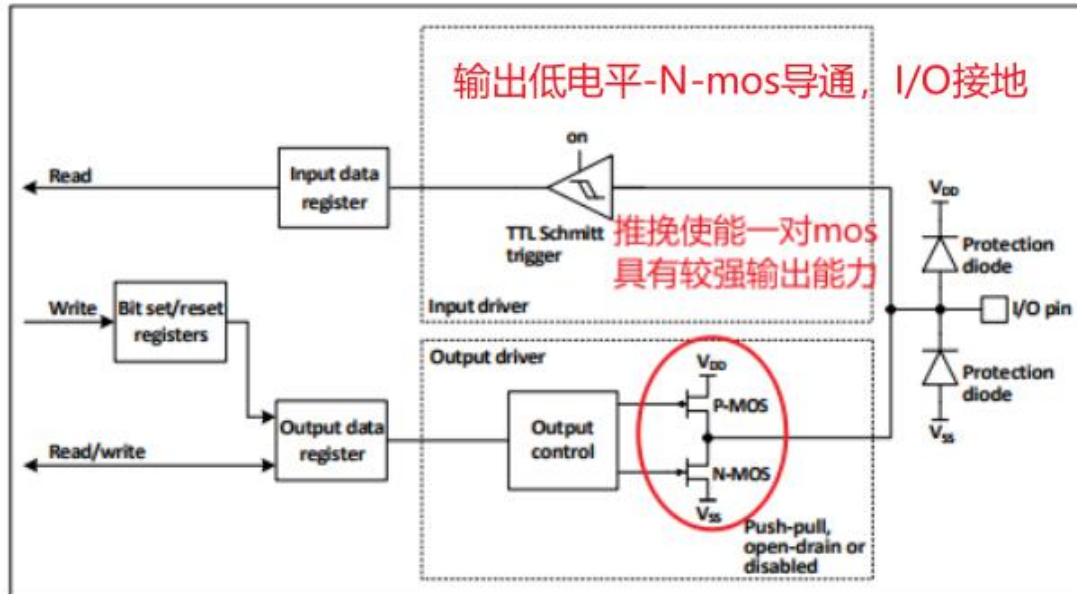 输出低电平-N-mos导通，I/O接地
on
Read
Input data
register
TTL Schmitt
trigger
推挽使能一对mos
具有较强输出能力
VDD
Protection
diode
Write
Bit set/reset
registers
Input driver
I/O pin
Output driver
VDD
P-MOS
Protection
diode
Read/write
Output data
register
Output
control
N-MOS
VSS
VSS
Push-pull,
open-drain or
disabled